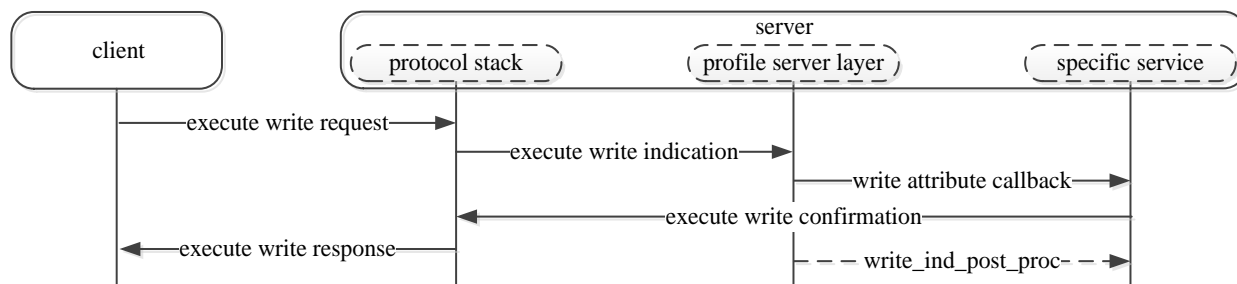 server
client
protocol stack
profile server layer
specific service
execute write request
execute write indication
write attribute callback
execute write confirmation
execute write response
write_ind_post_proc